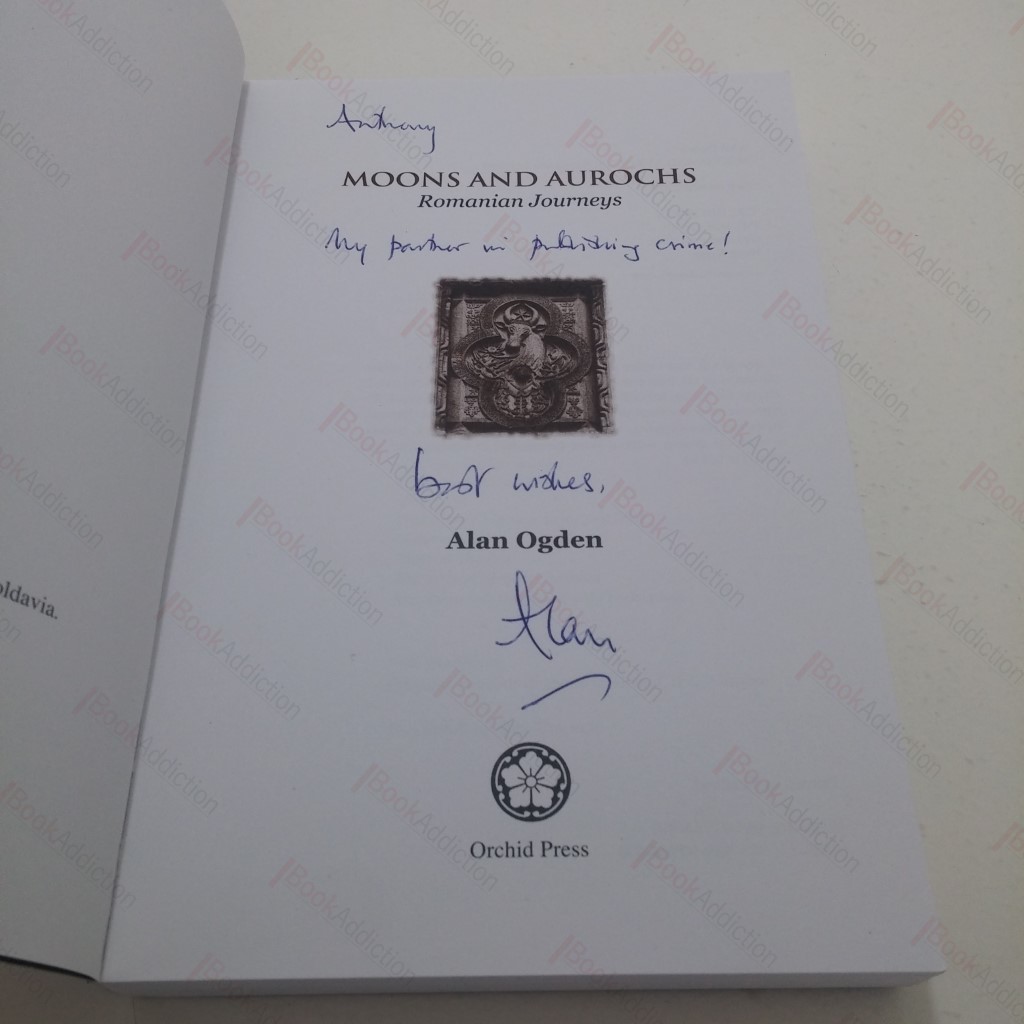 Anthony
MOONS AND AUROCHS
Romanian Journeys
My partner in publishing crime!
best wishes,
Alan Ogden
Alan
Orchid Press
oldavia.
BookAddiction